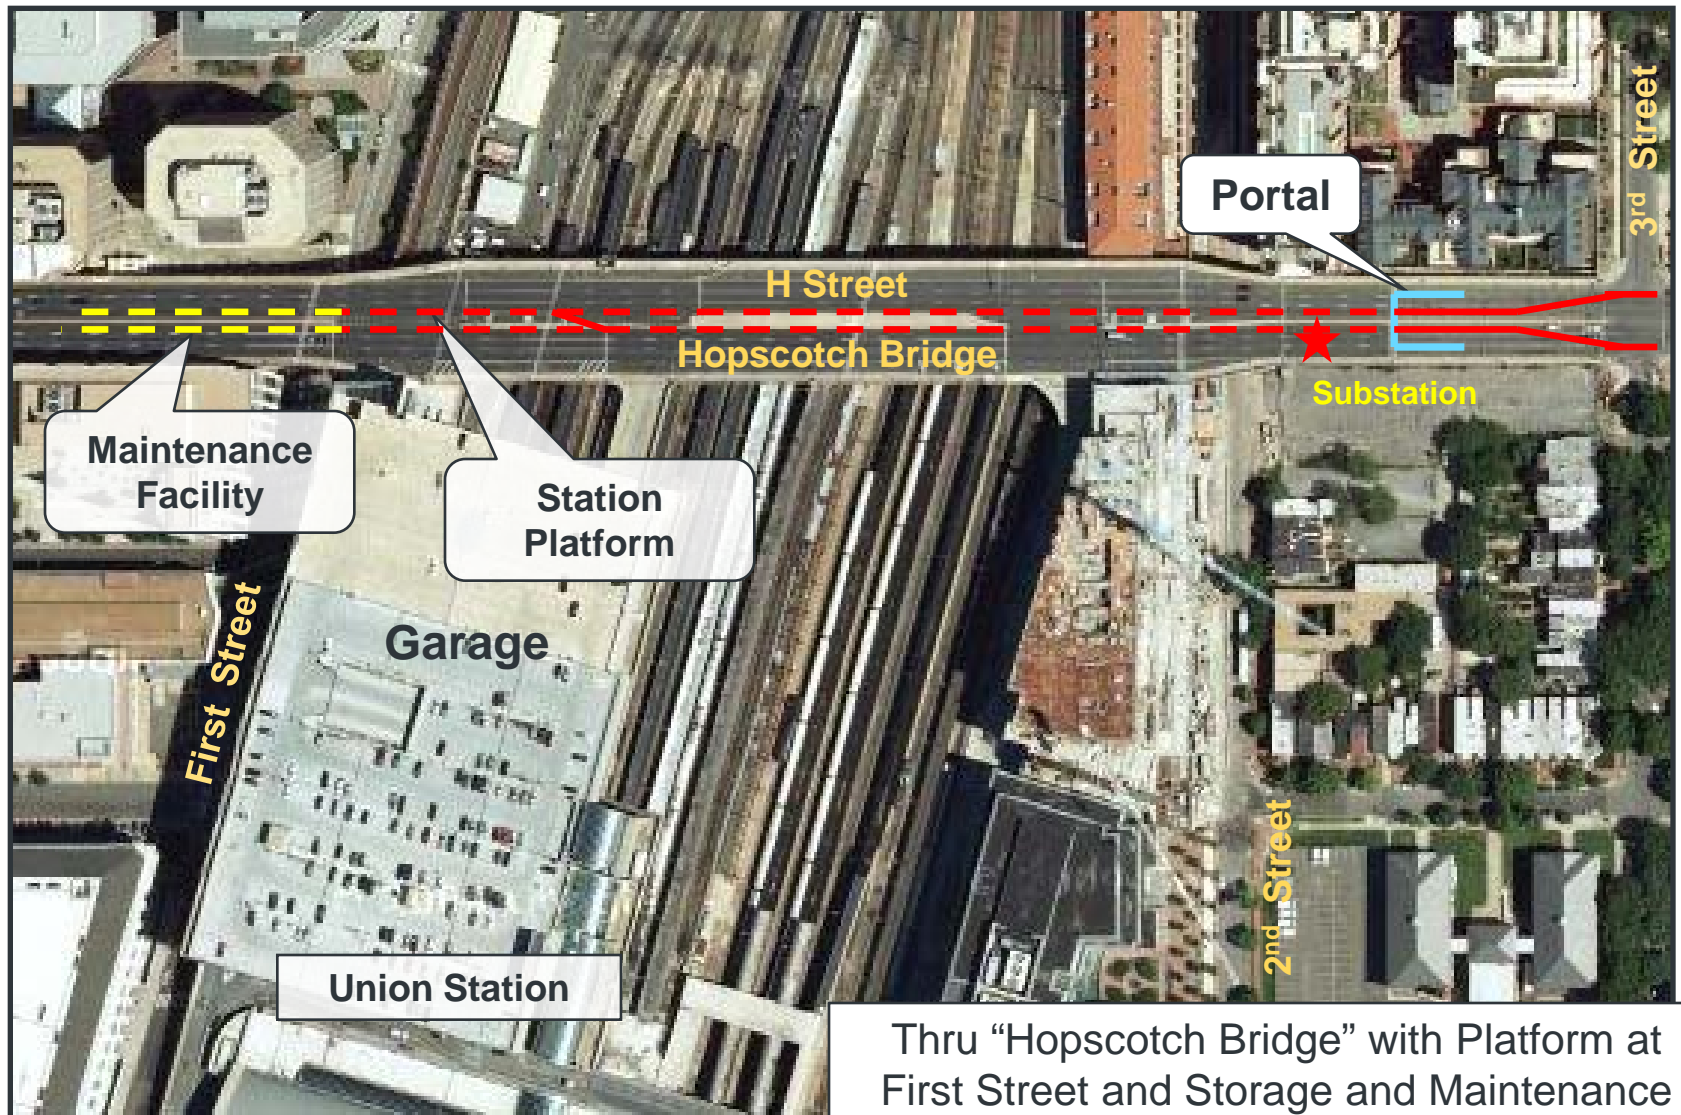 3rd Street
Portal
H Street
Hopscotch Bridge
Substation
Maintenance
Facility
Station
Platform
Garage
First Street
2nd Street
Union Station
Thru “Hopscotch Bridge” with Platform at
First Street and Storage and Maintenance